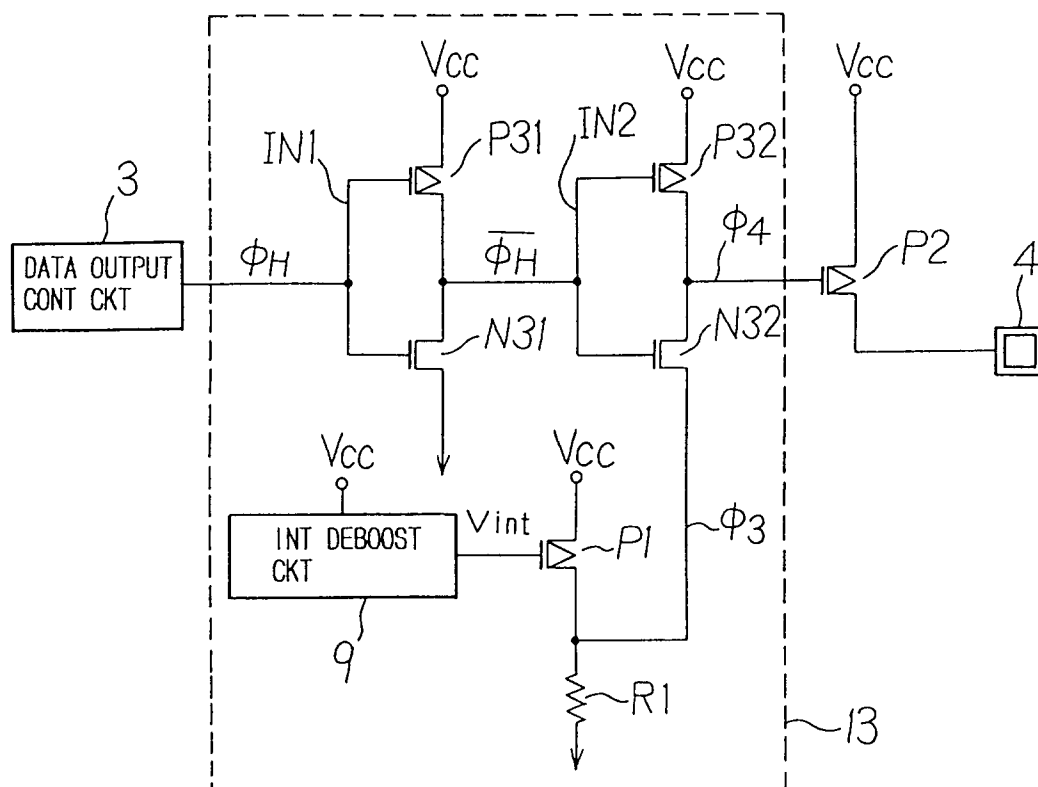 Vcc
Vcc
Vcc
IN1
P31
IN2
P32
3
DATA OUTPUT
CONT CKT
ΦH
Φ̅H̅
Φ4
P2
4
N31
N32
Vcc
Vcc
INT DEBOOST
CKT
Vint
P1
Φ3
9
R1
13